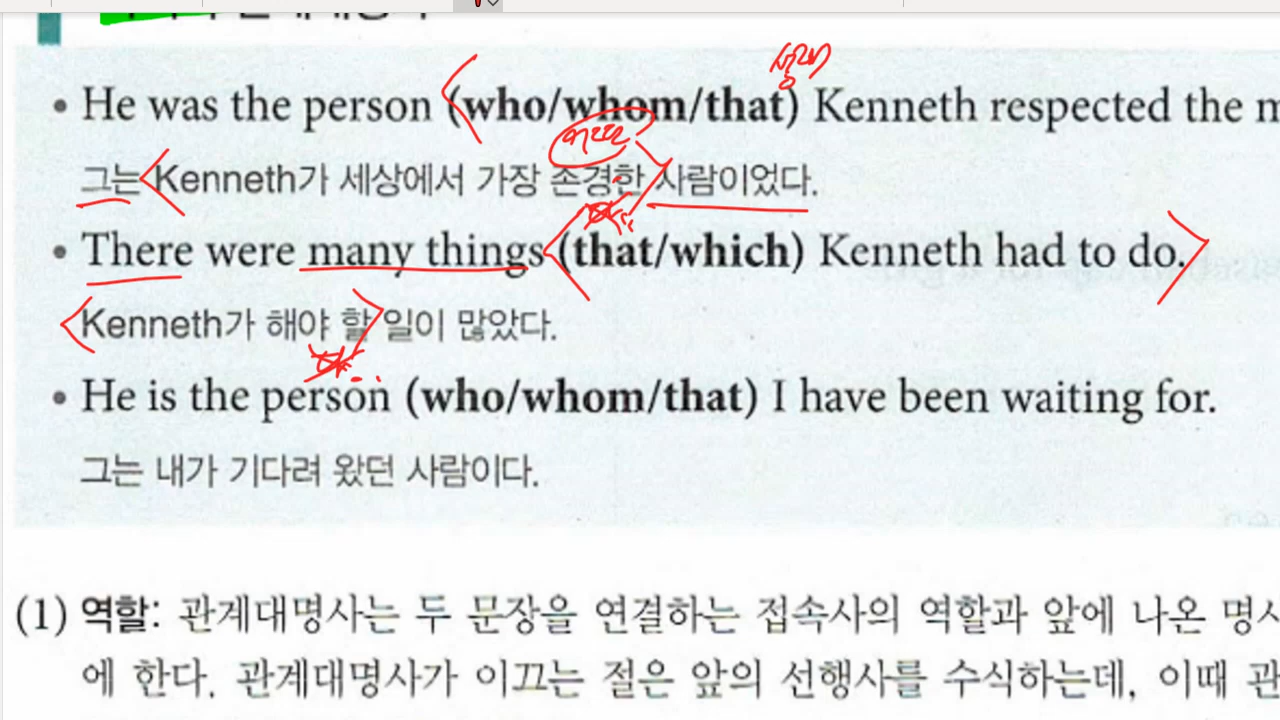 • He was the person (who/whom/that) Kenneth respected the
그는 Kenneth가 세상에서 가장 존경한 사람이었다.
• There were many things (that/which) Kenneth had to do.
Kenneth가 해야 할 일이 많았다.
• He is the person (who/whom/that) I have been waiting for.
그는 내가 기다려 왔던 사람이다.
(1) 역할: 관계대명사는 두 문장을 연결하는 접속사의 역할과 앞에 나온 명사
에 한다. 관계대명사가 이끄는 절은 앞의 선행사를 수식하는데, 이때 관